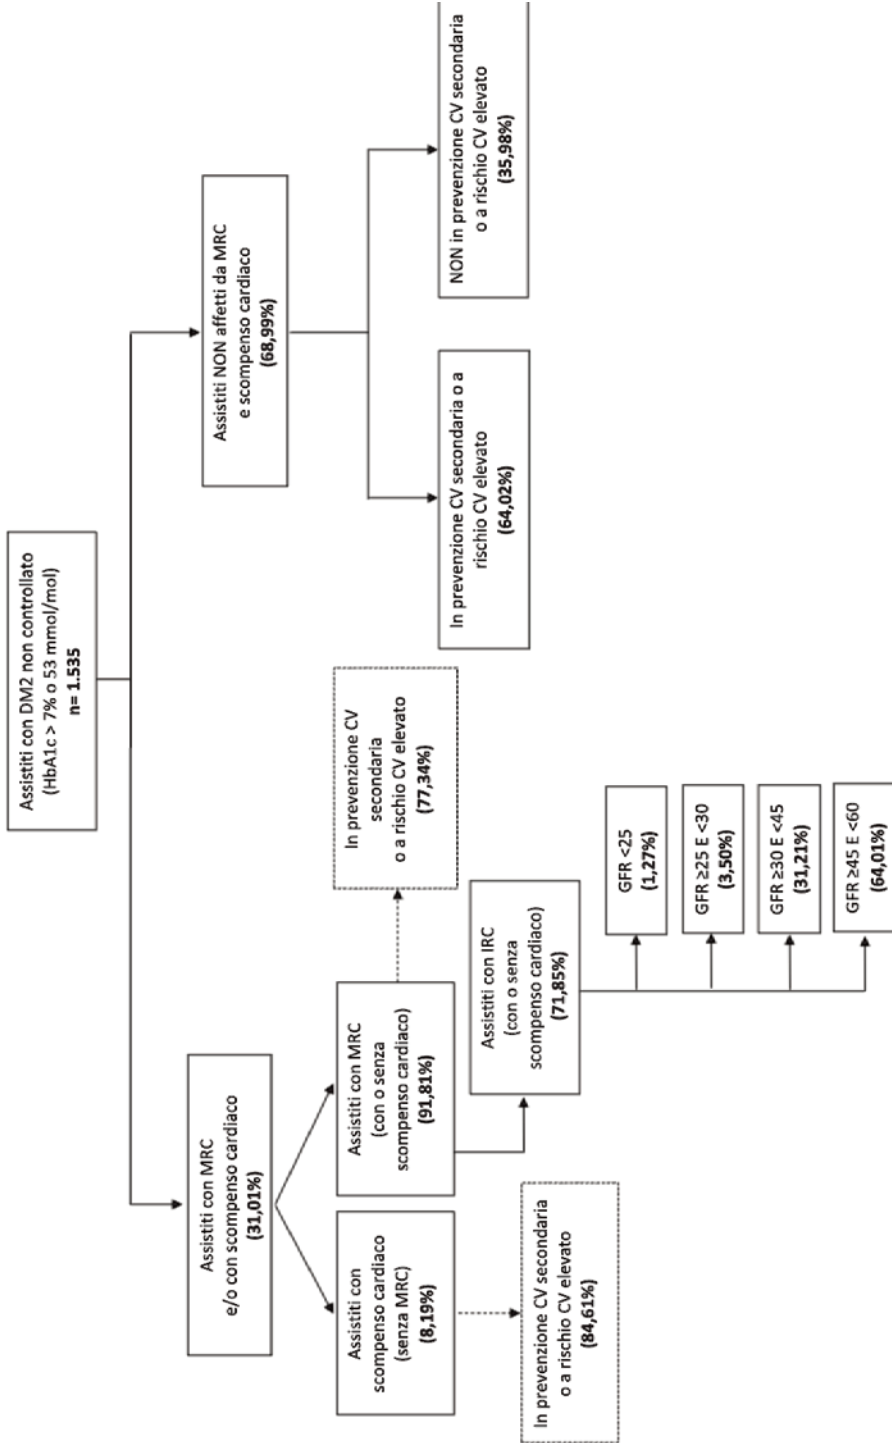 Assistiti con DM2 non controllato
(HbA1c > 7% o 53 mmol/mol)
n= 1.535
Assistiti con MRC
e/o con scompenso cardiaco
(31,01%)
Assistiti NON affetti da MRC
e scompenso cardiaco
(68,99%)
Assistiti con
scompenso cardiaco
(senza MRC)
(8,19%)
Assistiti con MRC
(con o senza
scompenso cardiaco)
(91,81%)
In prevenzione CV
secondaria
o a rischio CV elevato
(77,34%)
In prevenzione CV secondaria o a
rischio CV elevato
(64,02%)
NON in prevenzione CV secondaria
o a rischio CV elevato
(35,98%)
In prevenzione CV secondaria
o a rischio CV elevato
(84,61%)
Assistiti con IRC
(con o senza
scompenso cardiaco)
(71,85%)
GFR <25
(1,27%)
GFR ≥25 E <30
(3,50%)
GFR ≥30 E <45
(31,21%)
GFR ≥45 E <60
(64,01%)